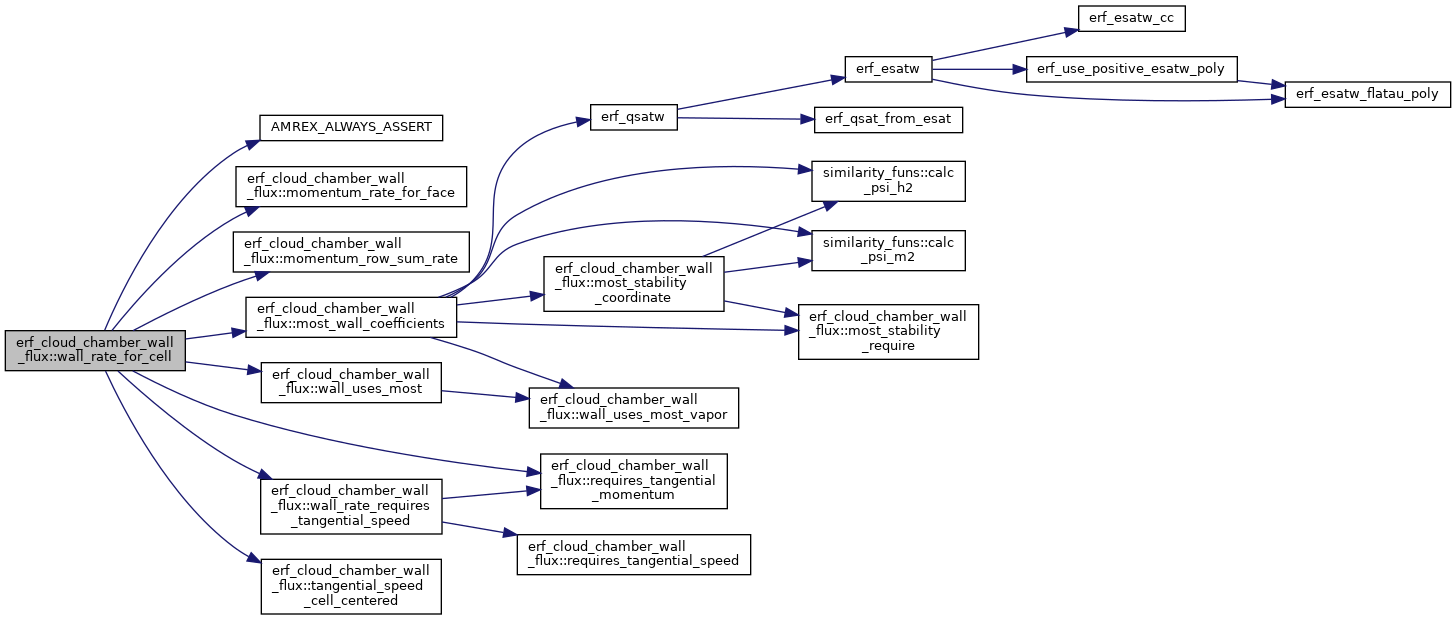 erf_cloud_chamber_wall
_flux::wall_rate_for_cell
AMREX_ALWAYS_ASSERT
erf_cloud_chamber_wall
_flux::momentum_rate_for_face
erf_cloud_chamber_wall
_flux::momentum_row_sum_rate
erf_cloud_chamber_wall
_flux::most_wall_coefficients
erf_cloud_chamber_wall
_flux::wall_uses_most
erf_cloud_chamber_wall
_flux::wall_rate_requires
_tangential_speed
erf_cloud_chamber_wall
_flux::tangential_speed
_cell_centered
erf_qsatw
erf_cloud_chamber_wall
_flux::most_stability
_coordinate
erf_cloud_chamber_wall
_flux::wall_uses_most_vapor
erf_cloud_chamber_wall
_flux::requires_tangential
_momentum
erf_cloud_chamber_wall
_flux::requires_tangential_speed
erf_esatw
erf_qsat_from_esat
similarity_funs::calc
_psi_h2
similarity_funs::calc
_psi_m2
erf_cloud_chamber_wall
_flux::most_stability
_require
erf_esatw_cc
erf_use_positive_esatw_poly
erf_esatw_flatau_poly